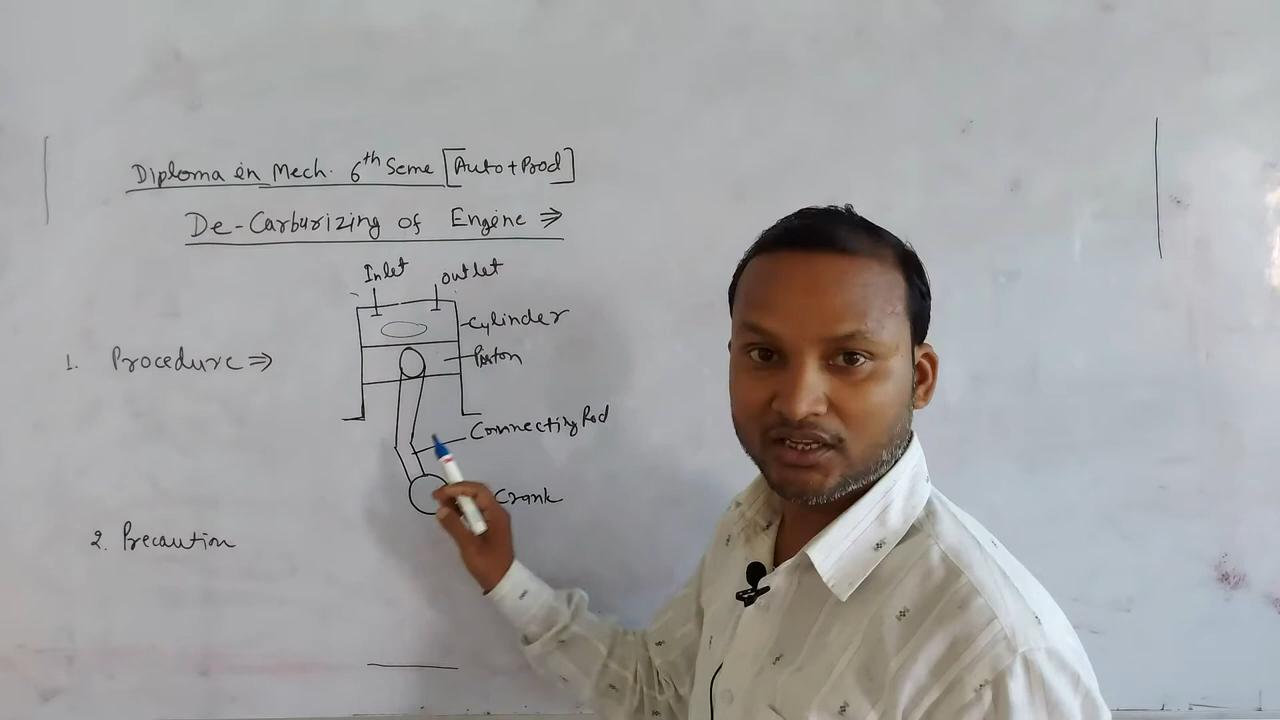 Diploma in Mech. 6th Seme [Auto+Prod]
De-Carburizing of Engine ⇒
Inlet
outlet
Cylinder
1. Procedure ⇒
Piston
Connecting Rod
Crank
2. Precaution